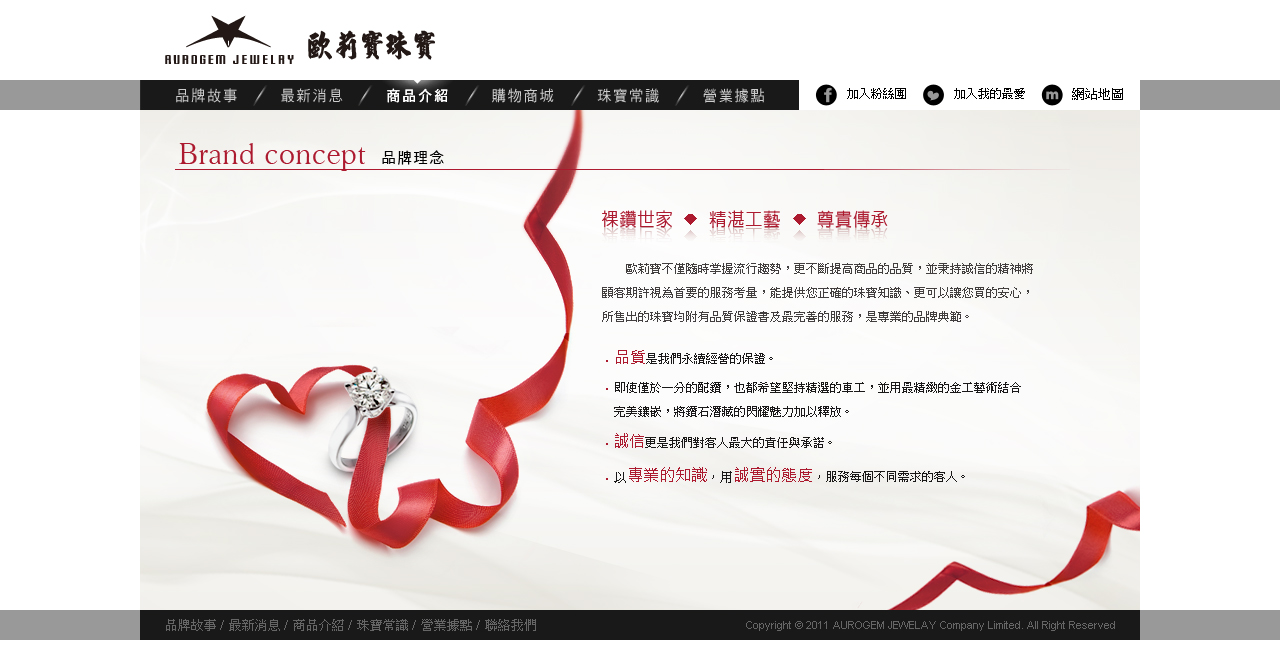 AUROGEM JEWELAY 歐莉寶珠寶
品牌故事 / 最新消息 / 商品介紹 / 購物商城 / 珠寶常識 / 營業據點
f 加入粉絲團 加入我的最愛 m 網站地圖
Brand concept 品牌理念
裸鑽世家 ◆ 精湛工藝 ◆ 尊貴傳承
歐莉寶不僅隨時掌握流行趨勢，更不斷提高商品的品質，並秉持誠信的精神將
顧客期許視為首要的服務考量，能提供您正確的珠寶知識、更可以讓您買的安心，
所售出的珠寶均附有品質保證書及最完善的服務，是專業的品牌典範。
· 品質是我們永續經營的保證。
· 即使僅於一分的配鑽，也都希望堅持精選的車工，並用最精緻的金工藝術結合
完美鑲嵌，將鑽石潛藏的閃耀魅力加以釋放。
· 誠信更是我們對客人最大的責任與承諾。
· 以專業的知識，用誠實的態度，服務每個不同需求的客人。
品牌故事 / 最新消息 / 商品介紹 / 珠寶常識 / 營業據點 / 聯絡我們
Copyright © 2011 AUROGEM JEWELAY Company Limited. All Right Reserved